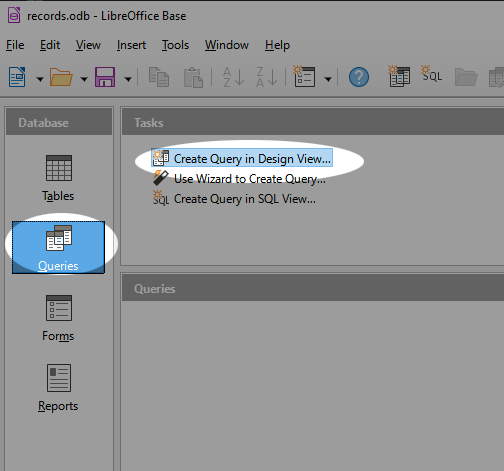 records.odb - LibreOffice Base
File Edit View Insert Tools Window Help
A Z Z A SQL
Database
Tables
Queries
Forms
Reports
Tasks
Create Query in Design View...
Use Wizard to Create Query...
SQL Create Query in SQL View...
Queries